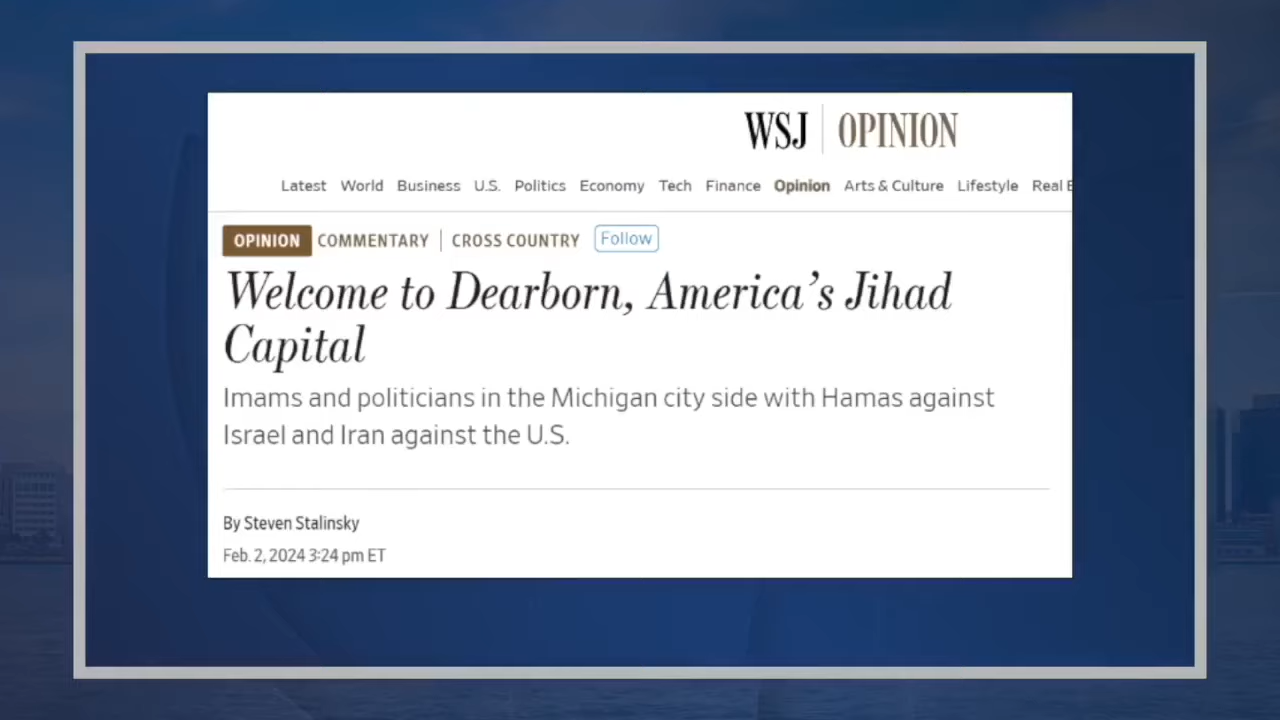 WSJ | OPINION
Latest World Business U.S. Politics Economy Tech Finance Opinion Arts & Culture Lifestyle Real E
OPINION COMMENTARY | CROSS COUNTRY Follow
Welcome to Dearborn, America's Jihad
Capital
Imams and politicians in the Michigan city side with Hamas against
Israel and Iran against the U.S.
By Steven Stalinsky
Feb. 2, 2024 3:24 pm ET